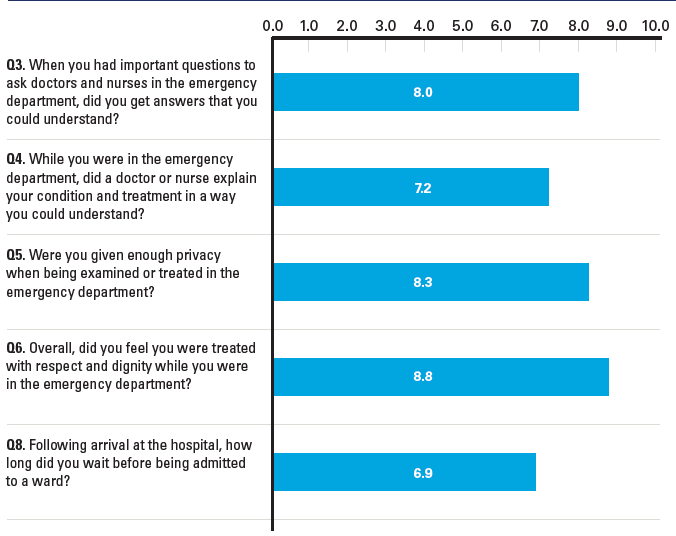 0.0 1.0 2.0 3.0 4.0 5.0 6.0 7.0 8.0 9.0 10.0
Q3. When you had important questions to
ask doctors and nurses in the emergency
department, did you get answers that you
could understand?
8.0
Q4. While you were in the emergency
department, did a doctor or nurse explain
your condition and treatment in a way
you could understand?
7.2
Q5. Were you given enough privacy
when being examined or treated in the
emergency department?
8.3
Q6. Overall, did you feel you were treated
with respect and dignity while you were
in the emergency department?
8.8
Q8. Following arrival at the hospital, how
long did you wait before being admitted
to a ward?
6.9